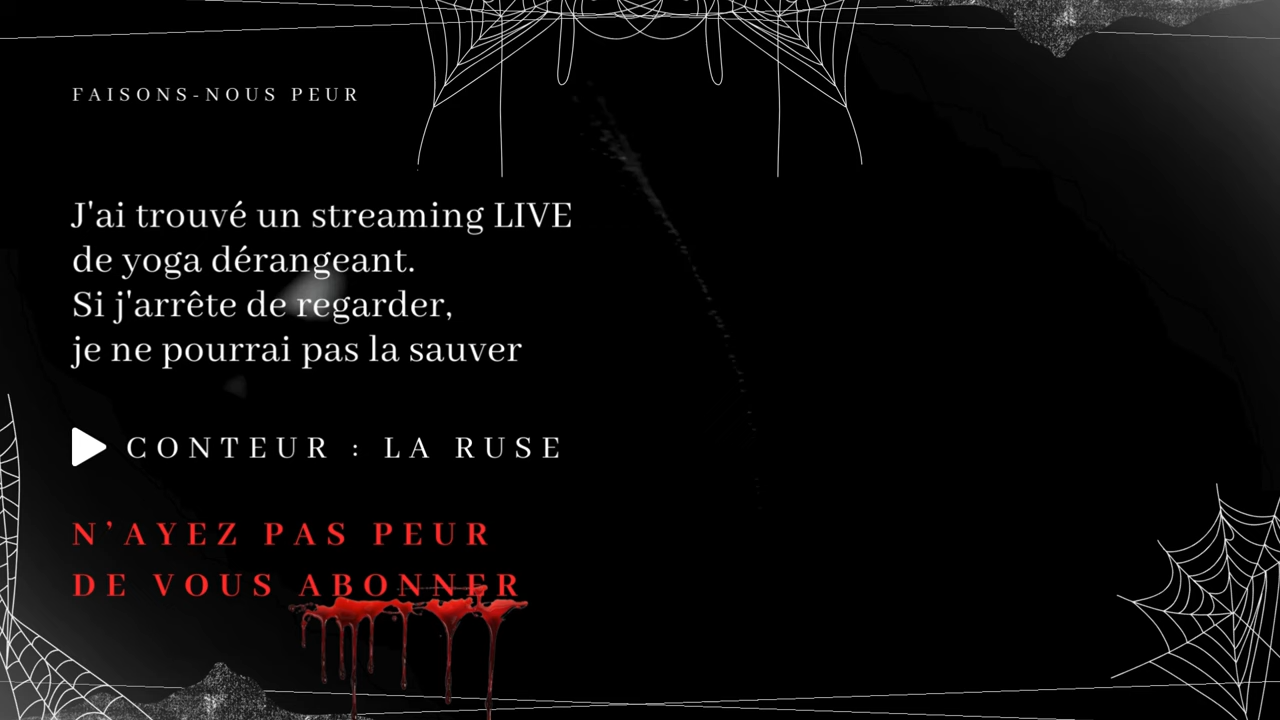 FAISONS-NOUS PEUR
J'ai trouvé un streaming LIVE
de yoga dérangeant.
Si j'arrête de regarder,
je ne pourrai pas la sauver
CONTEUR : LA RUSE
N’AYEZ PAS PEUR
DE VOUS ABONNER